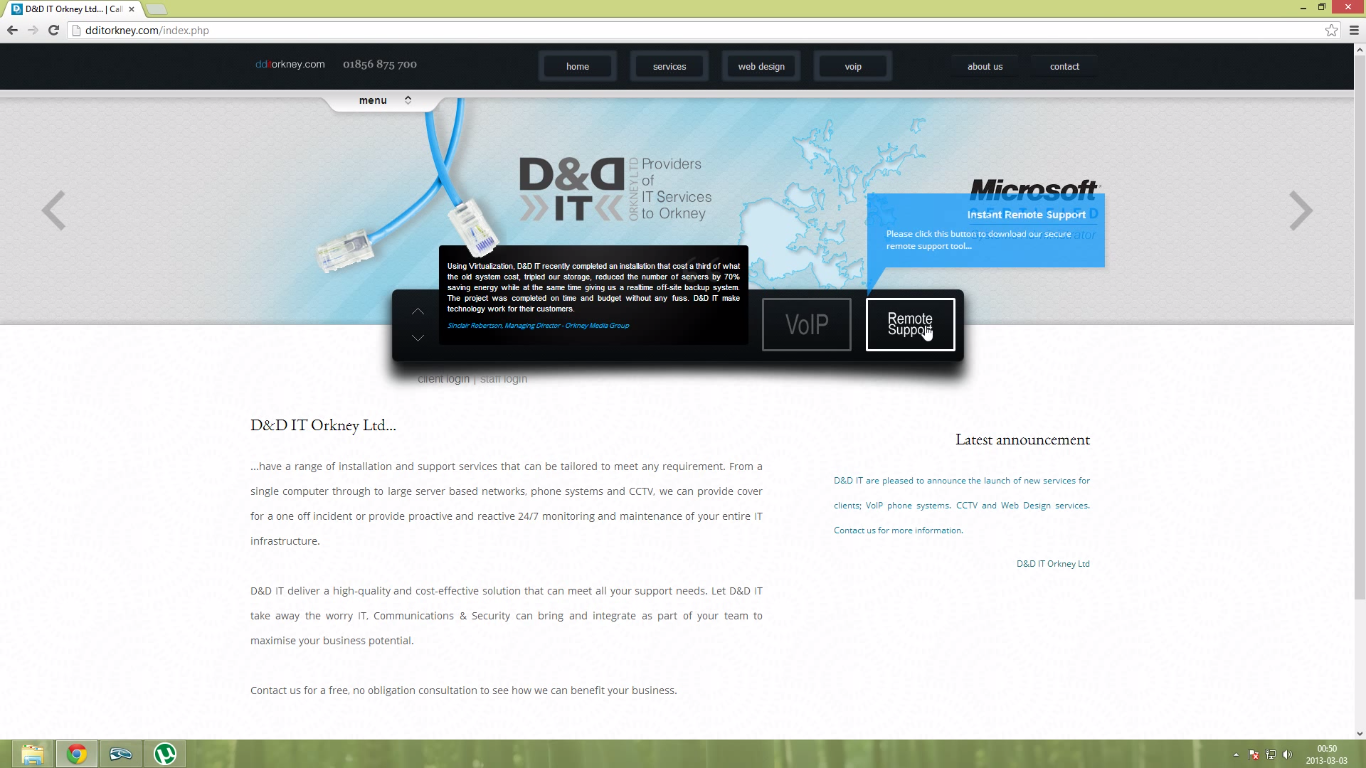 D&D IT Orkney Ltd... | Call
dditorkney.com/index.php
dditorkney.com
01856 875 700
home
services
web design
voip
about us
contact
menu
D&D
IT
ORKNEY LTD
Providers
of
IT Services
to Orkney
Microsoft
Instant Remote Support
Please click this button to download our secure
remote support tool...
Using Virtualization, D&D IT recently completed an installation that cost a third of what
the old system cost, tripled our storage, reduced the number of servers by 70%
saving energy while at the same time giving us a realtime off-site backup system.
The project was completed on time and budget without any fuss. D&D IT make
technology work for their customers.
Sinclair Robertson, Managing Director - Orkney Media Group
VoIP
Remote
Support
client login | staff login
D&D IT Orkney Ltd...
...have a range of installation and support services that can be tailored to meet any requirement. From a
single computer through to large server based networks, phone systems and CCTV, we can provide cover
for a one off incident or provide proactive and reactive 24/7 monitoring and maintenance of your entire IT
infrastructure.
D&D IT deliver a high-quality and cost-effective solution that can meet all your support needs. Let D&D IT
take away the worry IT, Communications & Security can bring and integrate as part of your team to
maximise your business potential.
Contact us for a free, no obligation consultation to see how we can benefit your business.
Latest announcement
D&D IT are pleased to announce the launch of new services for
clients; VoIP phone systems. CCTV and Web Design services.
Contact us for more information.
D&D IT Orkney Ltd
00:50
2013-03-03